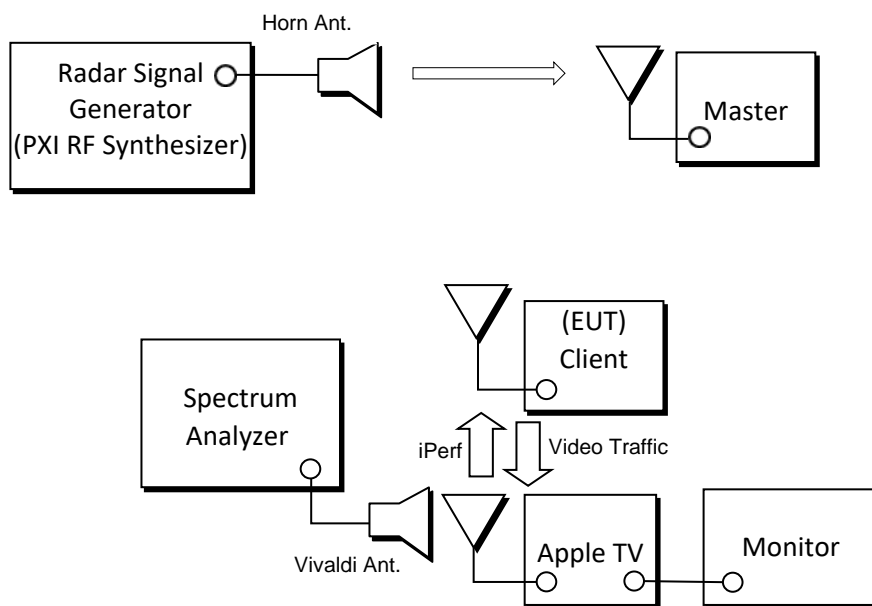 Horn Ant.
Radar Signal
Generator
(PXI RF Synthesizer)
Master
(EUT)
Client
Spectrum
Analyzer
iPerf
Video Traffic
Vivaldi Ant.
Apple TV
Monitor